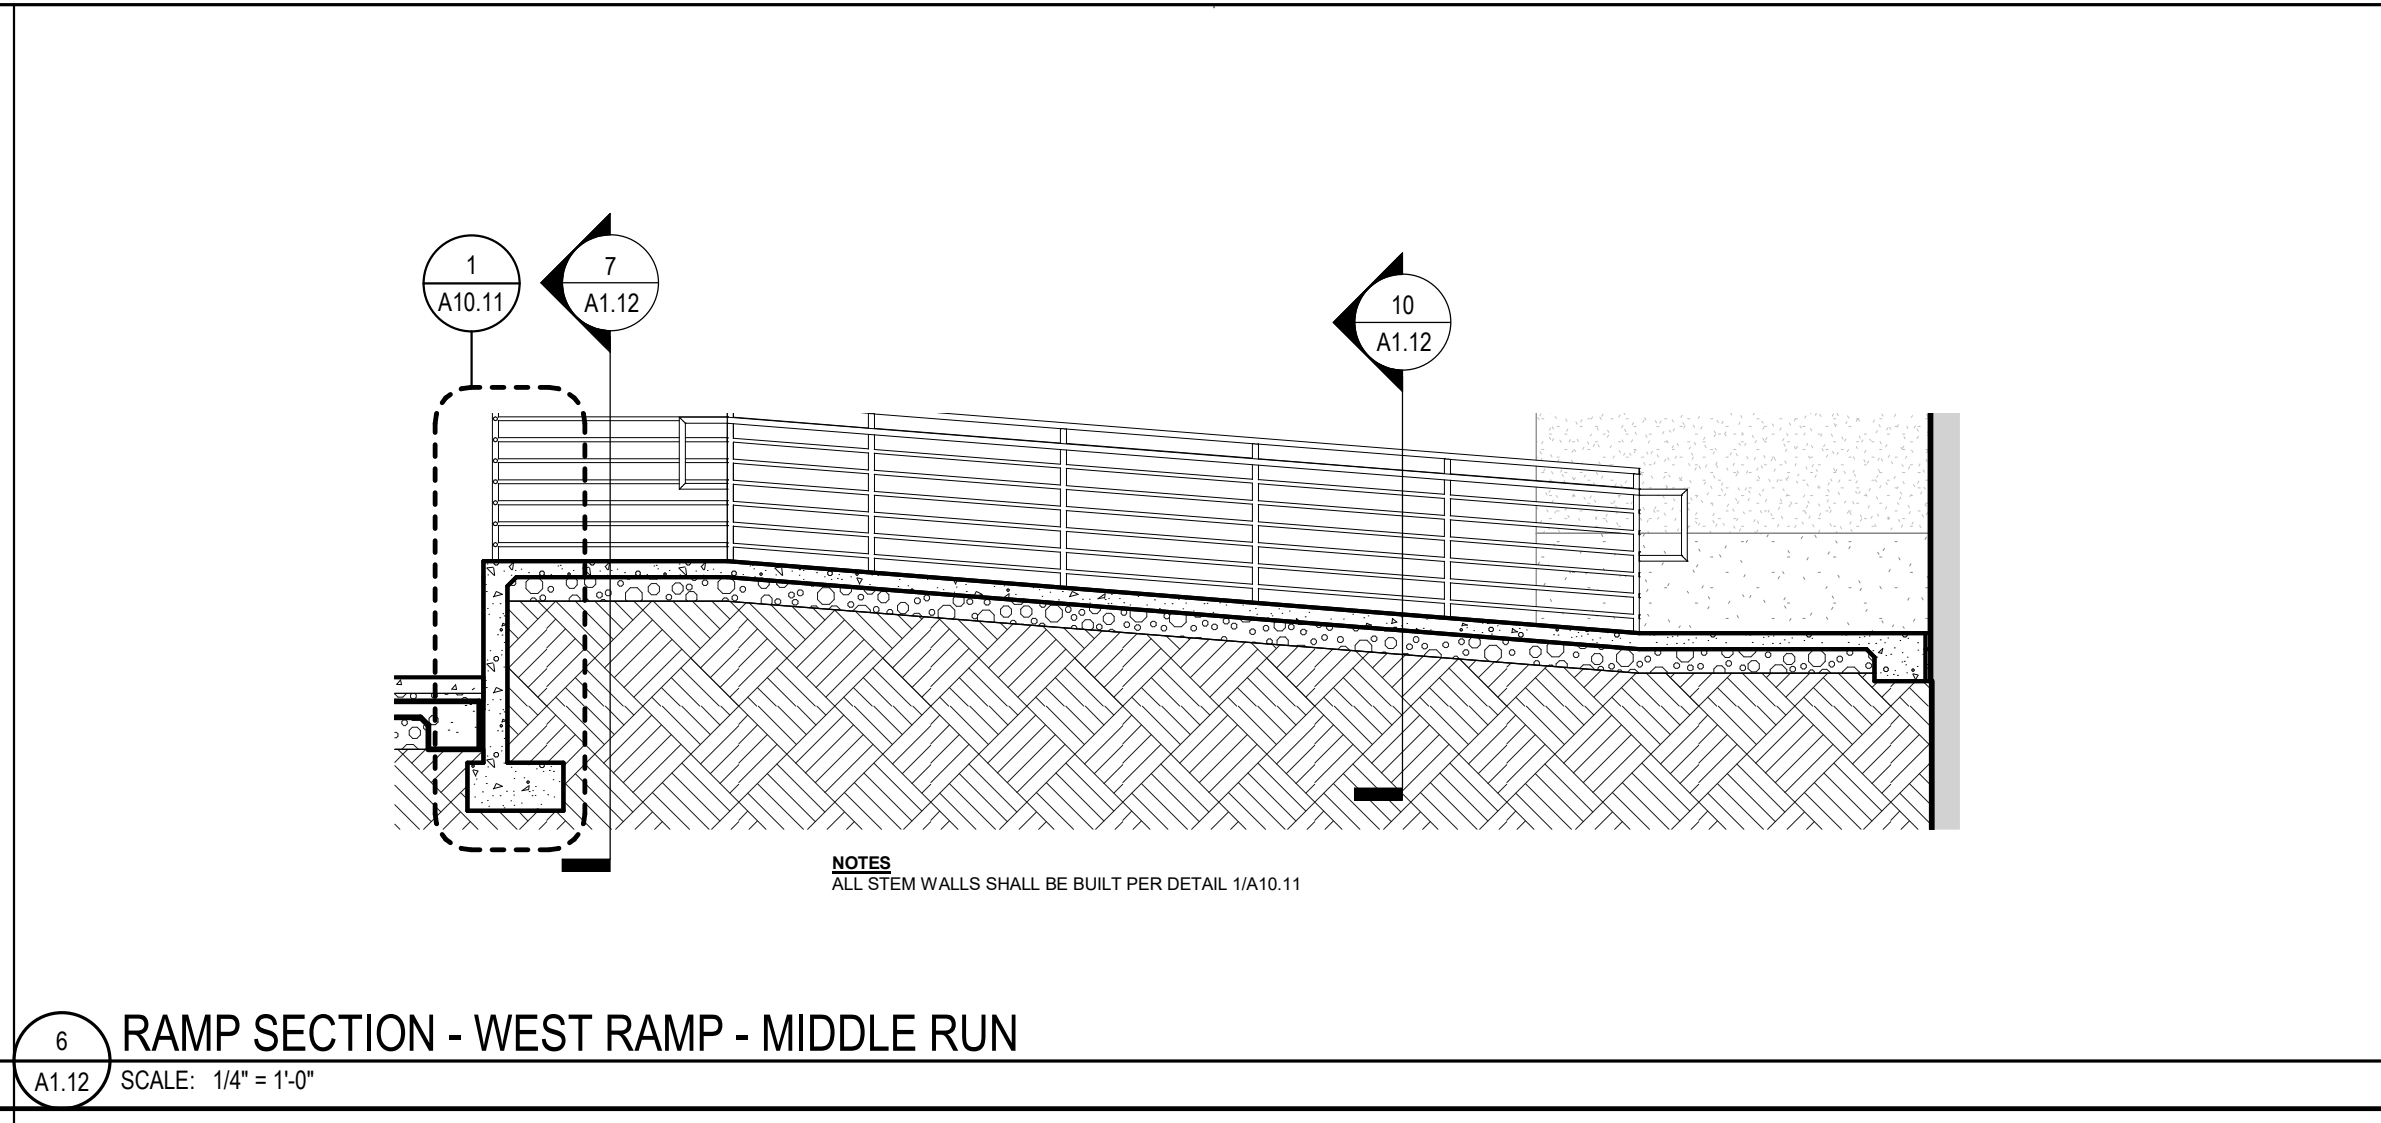 1
A10.11
7
A1.12
10
A1.12
NOTES
ALL STEM WALLS SHALL BE BUILT PER DETAIL 1/A10.11
6
A1.12
RAMP SECTION - WEST RAMP - MIDDLE RUN
SCALE: 1/4" = 1'-0"